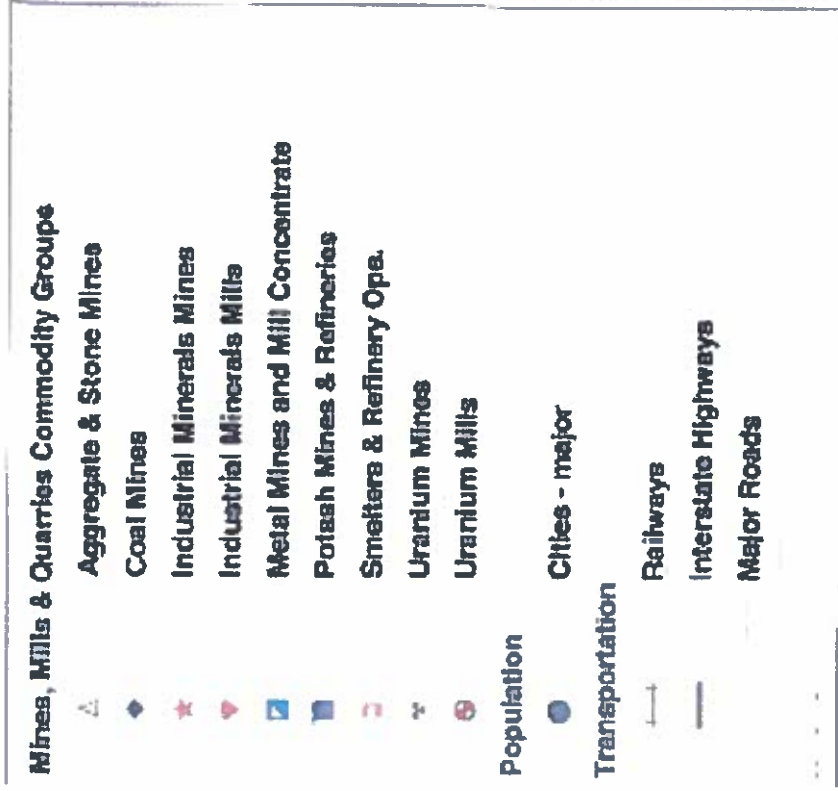 Mines, Mills & Quarries Commodity Groups
Aggregate & Stone Mines
Coal Mines
Industrial Minerals Mines
Industrial Minerals Mills
Metal Mines and Mill Concentrate
Potash Mines & Refineries
Smelters & Refinery Ops.
Uranium Mines
Uranium Mills
Population
Cities - major
Transportation
Railways
Interstate Highways
Major Roads